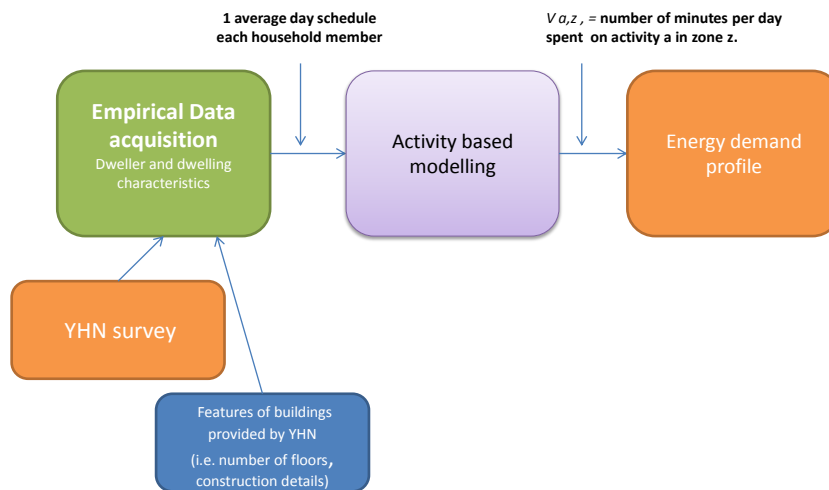 1 average day schedule
each household member
V a,z , = number of minutes per day
spent on activity a in zone z.
Empirical Data
acquisition
Dweller and dwelling
characteristics
Activity based
modelling
Energy demand
profile
YHN survey
Features of buildings
provided by YHN
(i.e. number of floors,
construction details)